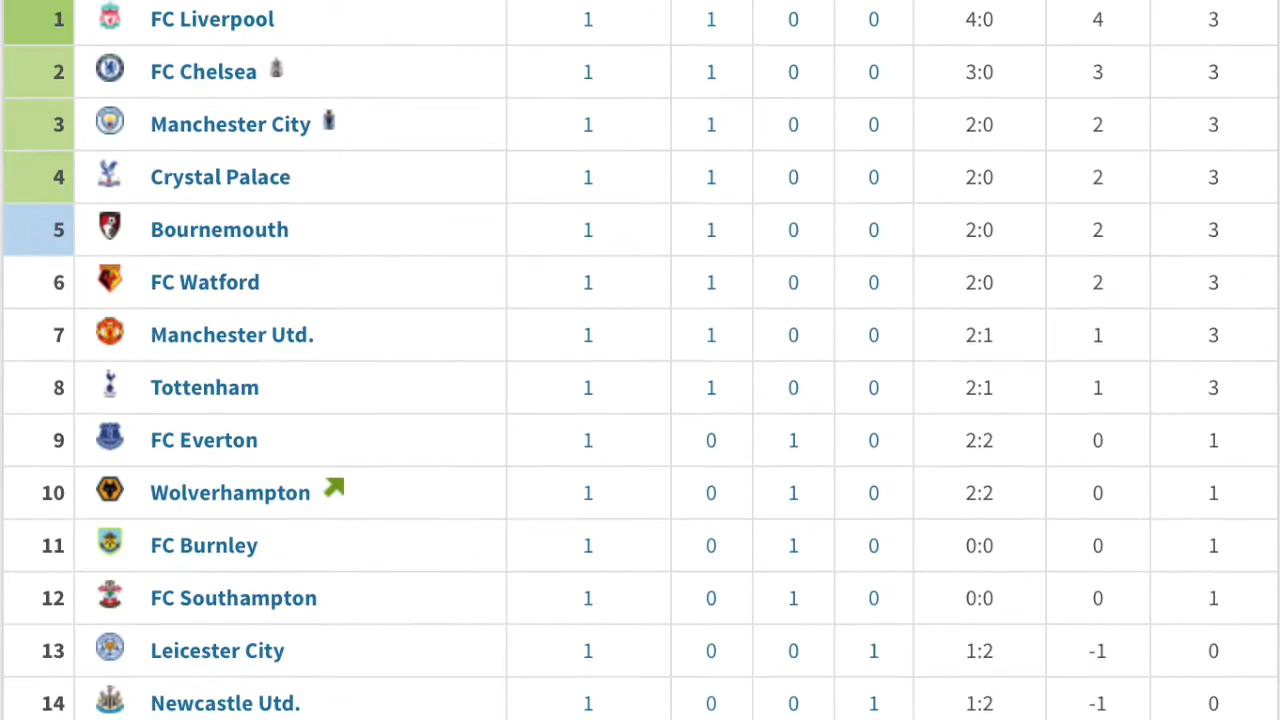 1 FC Liverpool 1 1 0 0 4:0 4 3
2 FC Chelsea 1 1 0 0 3:0 3 3
3 Manchester City 1 1 0 0 2:0 2 3
4 Crystal Palace 1 1 0 0 2:0 2 3
5 Bournemouth 1 1 0 0 2:0 2 3
6 FC Watford 1 1 0 0 2:0 2 3
7 Manchester Utd. 1 1 0 0 2:1 1 3
8 Tottenham 1 1 0 0 2:1 1 3
9 FC Everton 1 0 1 0 2:2 0 1
10 Wolverhampton 1 0 1 0 2:2 0 1
11 FC Burnley 1 0 1 0 0:0 0 1
12 FC Southampton 1 0 1 0 0:0 0 1
13 Leicester City 1 0 0 1 1:2 -1 0
14 Newcastle Utd. 1 0 0 1 1:2 -1 0